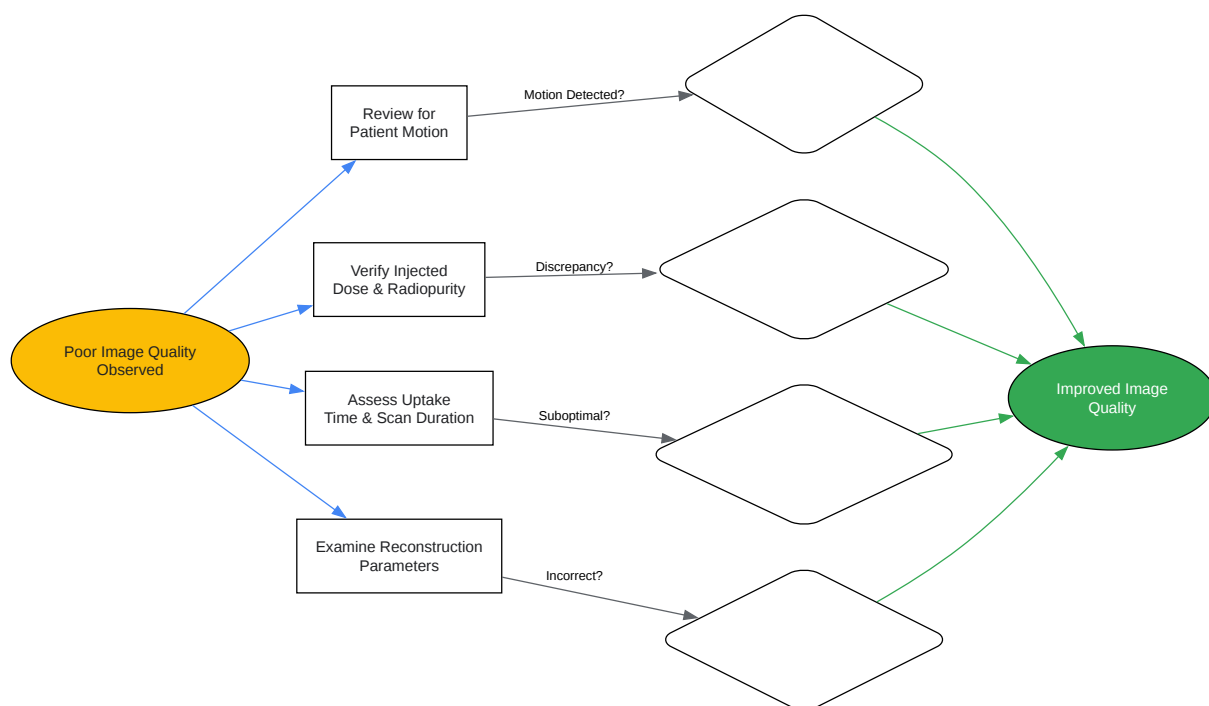 Motion Detected?
Review for
Patient Motion
Discrepancy?
Verify Injected
Dose & Radiopurity
Poor Image Quality
Observed
Improved Image
Quality
Assess Uptake
Time & Scan Duration
Suboptimal?
Examine Reconstruction
Parameters
Incorrect?